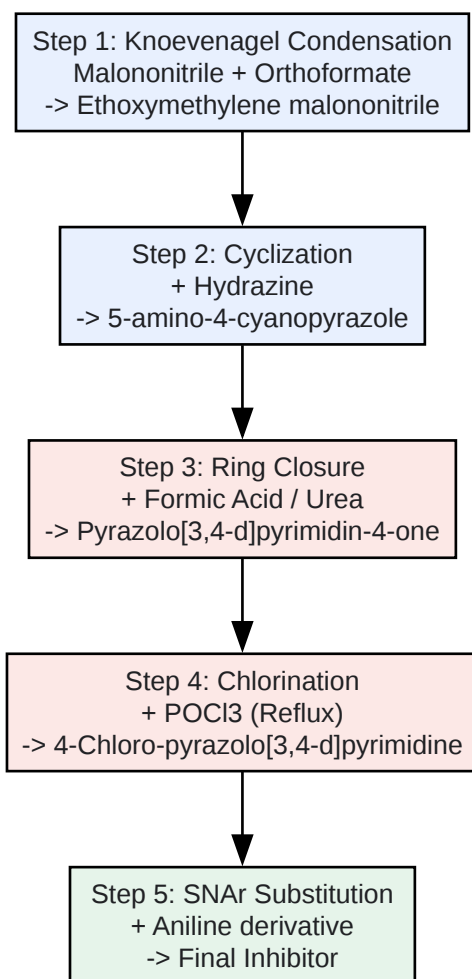 Step 1: Knoevenagel Condensation
Malononitrile + Orthoformate
-> Ethoxymethylene malononitrile
Step 2: Cyclization
+ Hydrazine
-> 5-amino-4-cyanopyrazole
Step 3: Ring Closure
+ Formic Acid / Urea
-> Pyrazolo[3,4-d]pyrimidin-4-one
Step 4: Chlorination
+ POCl3 (Reflux)
-> 4-Chloro-pyrazolo[3,4-d]pyrimidine
Step 5: SNAr Substitution
+ Aniline derivative
-> Final Inhibitor